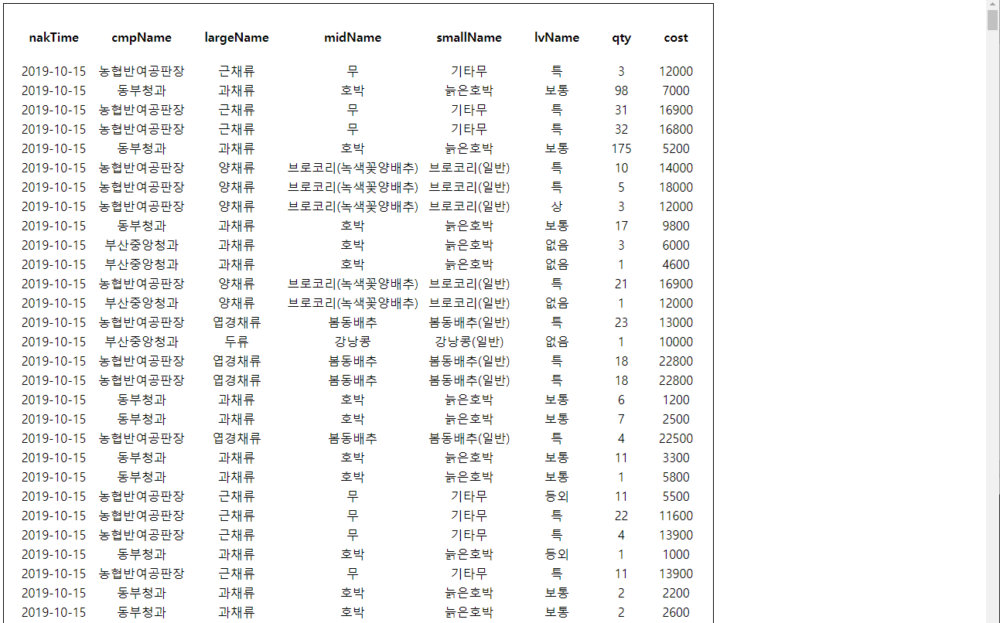 nakTime cmpName largeName midName smallName lvName qty cost
2019-10-15 농협반여공판장 근채류 무 기타무 특 3 12000
2019-10-15 동부청과 과채류 호박 늙은호박 보통 98 7000
2019-10-15 농협반여공판장 근채류 무 기타무 특 31 16900
2019-10-15 농협반여공판장 근채류 무 기타무 특 32 16800
2019-10-15 동부청과 과채류 호박 늙은호박 보통 175 5200
2019-10-15 농협반여공판장 양채류 브로코리(녹색꽃양배추) 브로코리(일반) 특 10 14000
2019-10-15 농협반여공판장 양채류 브로코리(녹색꽃양배추) 브로코리(일반) 특 5 18000
2019-10-15 농협반여공판장 양채류 브로코리(녹색꽃양배추) 브로코리(일반) 상 3 12000
2019-10-15 동부청과 과채류 호박 늙은호박 보통 17 9800
2019-10-15 부산중앙청과 과채류 호박 늙은호박 없음 3 6000
2019-10-15 부산중앙청과 과채류 호박 늙은호박 없음 1 4600
2019-10-15 농협반여공판장 양채류 브로코리(녹색꽃양배추) 브로코리(일반) 특 21 16900
2019-10-15 부산중앙청과 양채류 브로코리(녹색꽃양배추) 브로코리(일반) 없음 1 12000
2019-10-15 농협반여공판장 엽경채류 봄동배추 봄동배추(일반) 특 23 13000
2019-10-15 부산중앙청과 두류 강낭콩 강낭콩(일반) 없음 1 10000
2019-10-15 농협반여공판장 엽경채류 봄동배추 봄동배추(일반) 특 18 22800
2019-10-15 농협반여공판장 엽경채류 봄동배추 봄동배추(일반) 특 18 22800
2019-10-15 동부청과 과채류 호박 늙은호박 보통 6 1200
2019-10-15 동부청과 과채류 호박 늙은호박 보통 7 2500
2019-10-15 농협반여공판장 엽경채류 봄동배추 봄동배추(일반) 특 4 22500
2019-10-15 동부청과 과채류 호박 늙은호박 보통 11 3300
2019-10-15 동부청과 과채류 호박 늙은호박 보통 1 5800
2019-10-15 농협반여공판장 근채류 무 기타무 등외 11 5500
2019-10-15 농협반여공판장 근채류 무 기타무 특 22 11600
2019-10-15 농협반여공판장 근채류 무 기타무 특 4 13900
2019-10-15 동부청과 과채류 호박 늙은호박 등외 1 1000
2019-10-15 농협반여공판장 근채류 무 기타무 특 11 13900
2019-10-15 동부청과 과채류 호박 늙은호박 보통 2 2200
2019-10-15 동부청과 과채류 호박 늙은호박 보통 2 2600